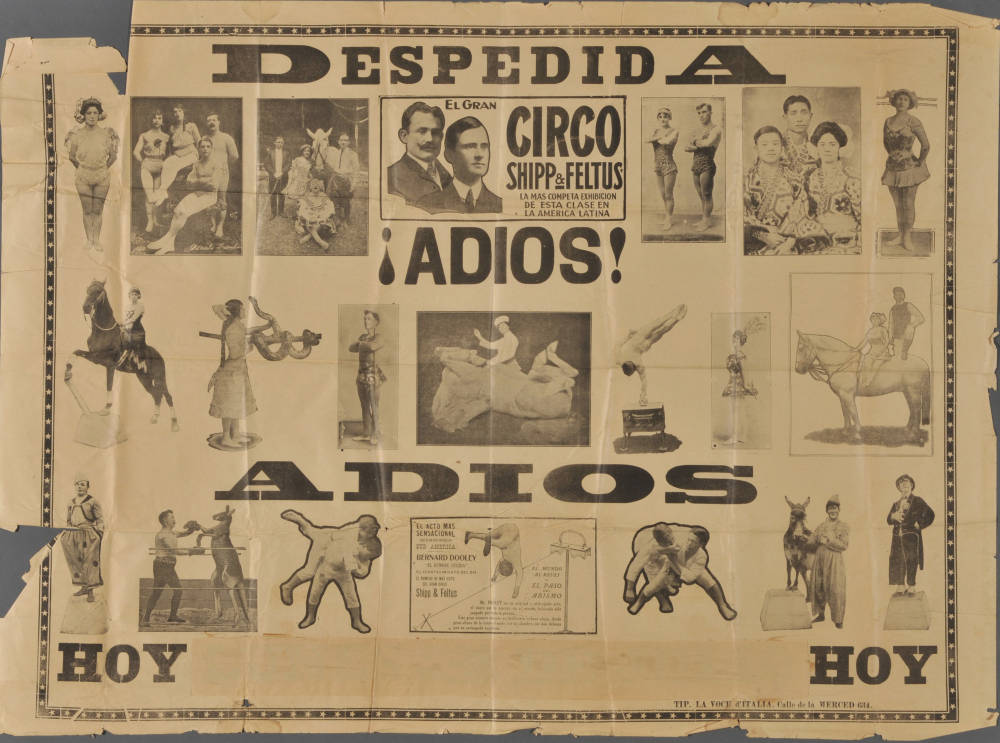 DESPEDIDA
EL GRAN
CIRCO
SHIPP & FELTUS
LA MAS COMPETA EXHIBICION
DE ESTA CLASE EN
LA AMERICA LATINA
¡ADIOS!
ADIOS
EL ACTO MAS
SENSACIONAL
SUD AMERICA
BERNARD DOOLEY
Shipp & Feltus
EL MUNDO
AL REVES
EL PASO
DEL
ABISMO
HOY
HOY
TIP. LA VOCE d'ITALIA. Calle de la MERCED 634.